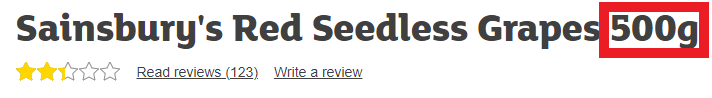 Sainsbury's Red Seedless Grapes 500g
Read reviews (123) Write a review